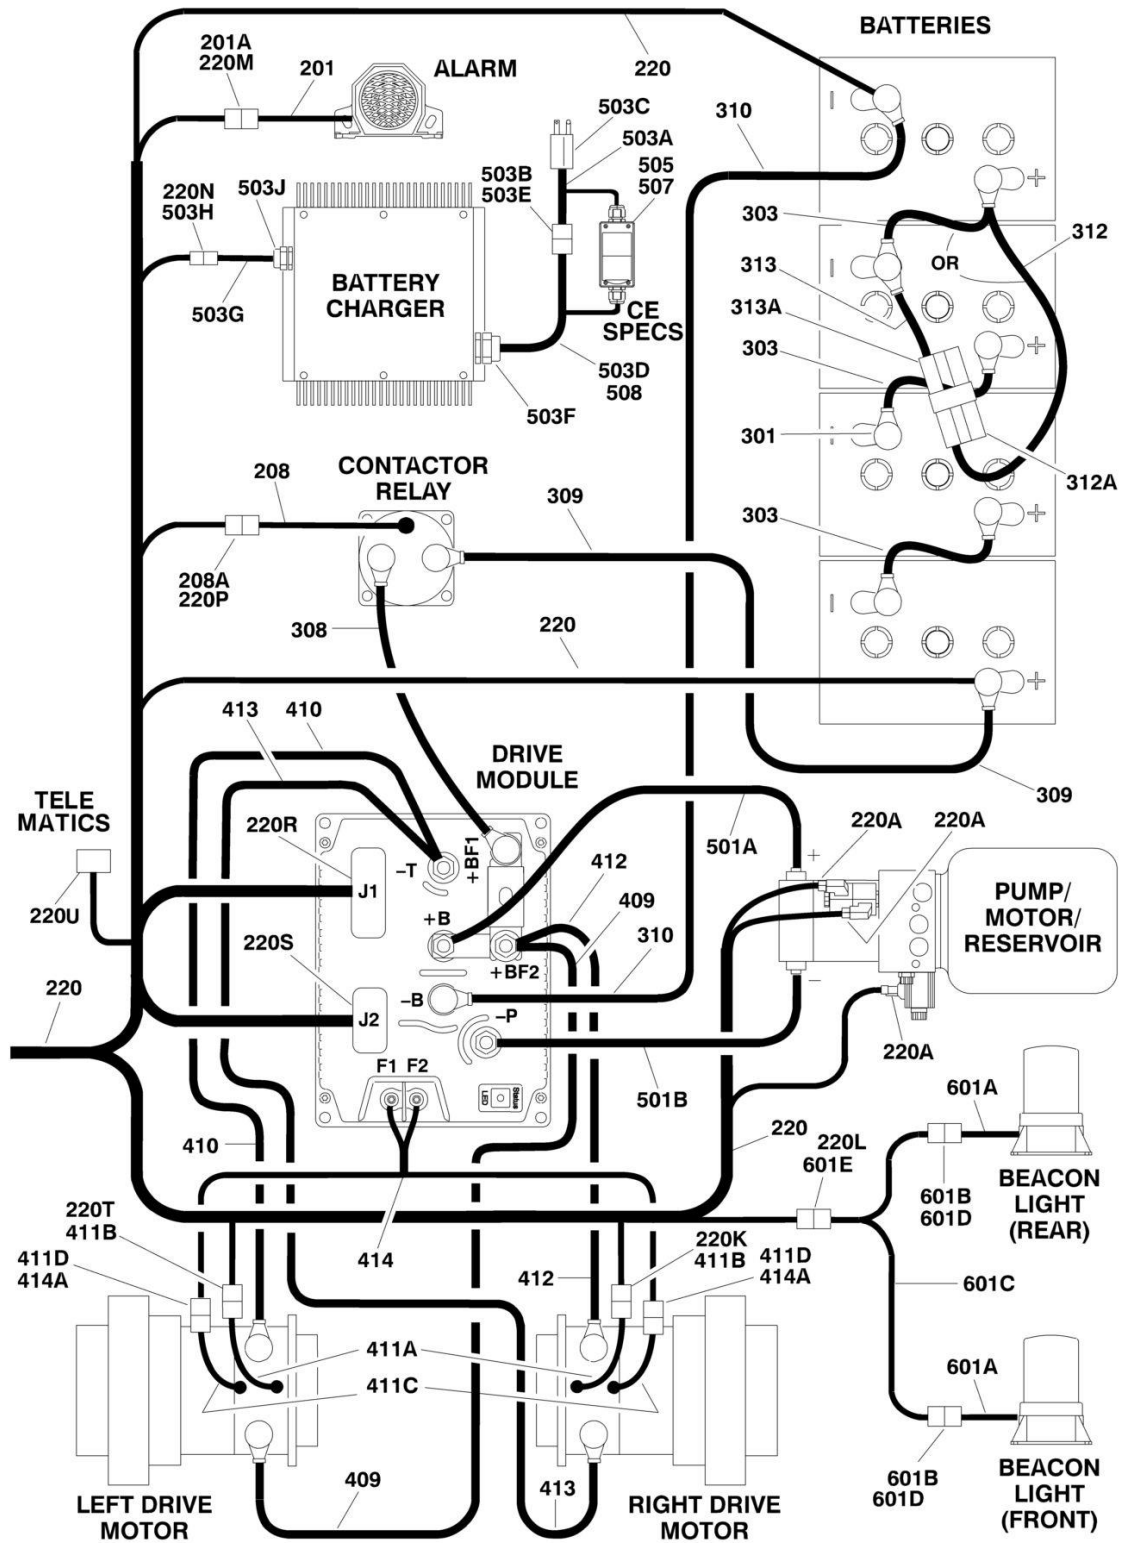 BATTERIES
201A
220M
201
ALARM
220
310
503C
503A
503B
503E
505
507
220N
503H
503J
503G
BATTERY
CHARGER
CE
SPECS
503D
508
503F
303
OR
312
313
313A
303
301
312A
303
CONTACTOR
RELAY
208
309
208A
220P
308
220
413
410
DRIVE
MODULE
309
TELE
MATICS
220U
220R
J1
–T
+BF1
412
409
310
501A
220A
220A
+
PUMP/
MOTOR/
RESERVOIR
+B
+BF2
220S
J2
–B
–P
–
220A
220
F1 F2
Status
LED
501B
601A
410
220
220L
601E
601B
601D
BEACON
LIGHT
(REAR)
220T
411B
411D
414A
414
412
220K
411B
411D
414A
601C
411A
411C
601A
409
413
601B
601D
LEFT DRIVE
MOTOR
RIGHT DRIVE
MOTOR
BEACON
LIGHT
(FRONT)